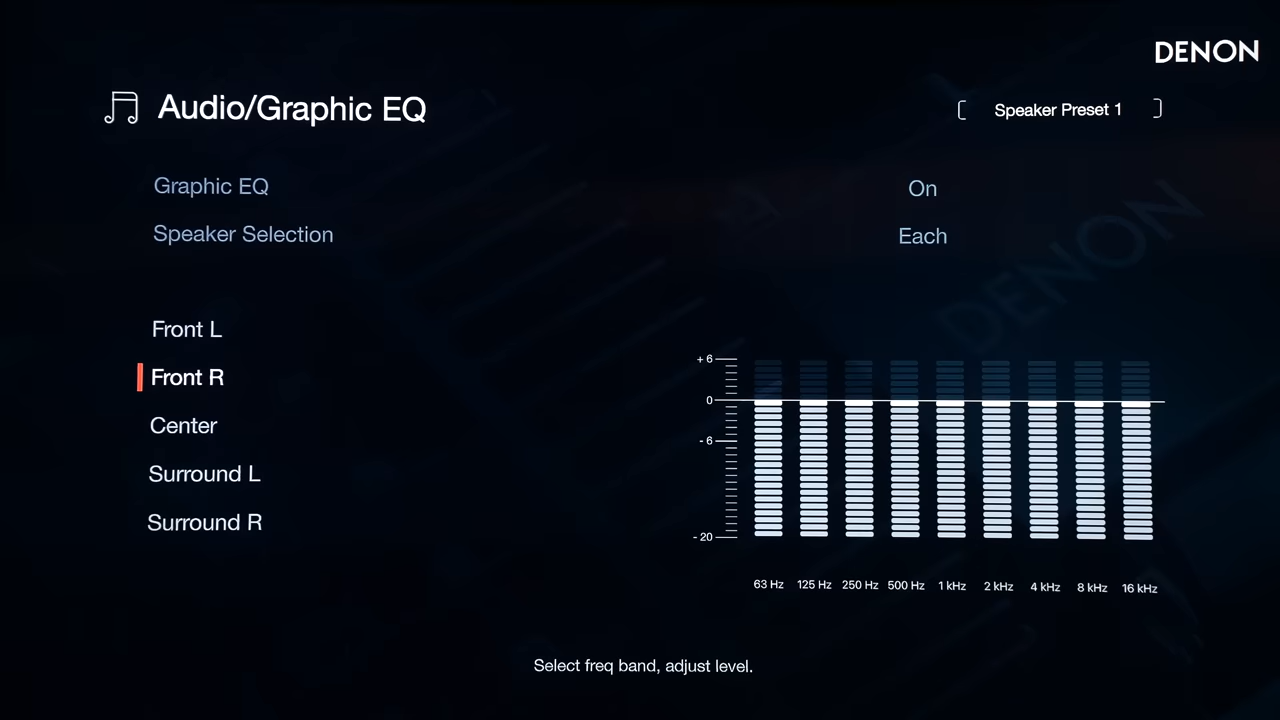 DENON
Audio/Graphic EQ
Speaker Preset 1
Graphic EQ On
Speaker Selection Each
DENON
Front L
Front R
Center
Surround L
Surround R
+ 6
0
- 6
- 20
63 Hz 125 Hz 250 Hz 500 Hz 1 kHz 2 kHz 4 kHz 8 kHz 16 kHz
Select freq band, adjust level.